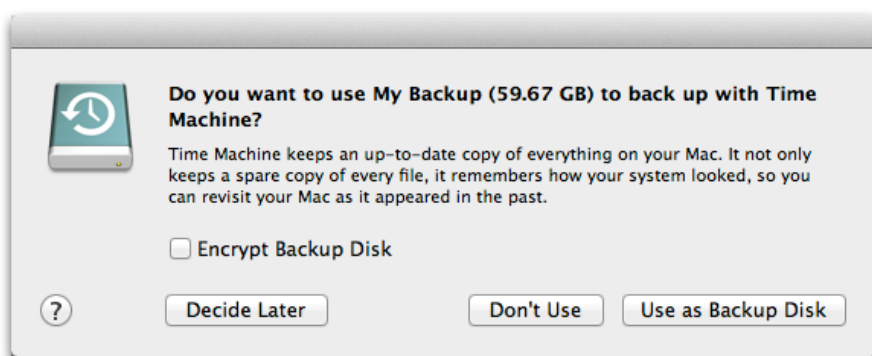 Do you want to use My Backup (59.67 GB) to back up with Time
Machine?
Time Machine keeps an up-to-date copy of everything on your Mac. It not only
keeps a spare copy of every file, it remembers how your system looked, so you
can revisit your Mac as it appeared in the past.
Encrypt Backup Disk
? Decide Later Don't Use Use as Backup Disk